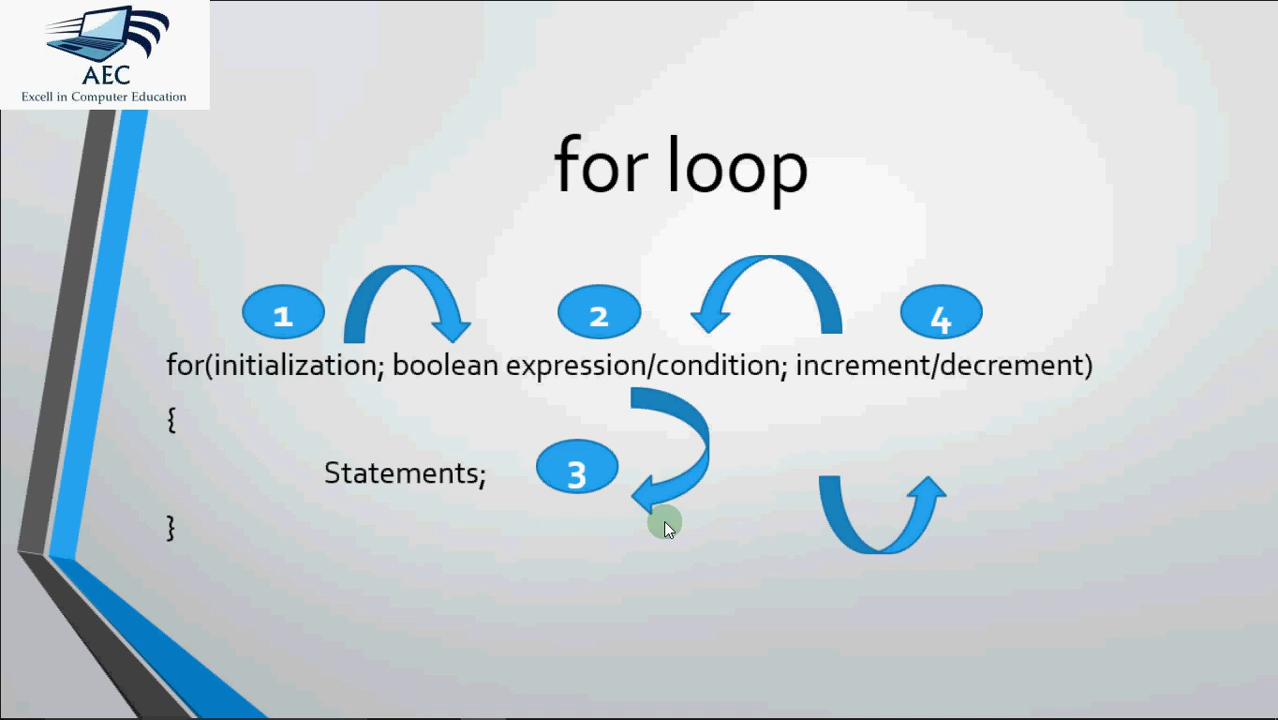 AEC
Excell in Computer Education
for loop
1 2 4
for(initialization; boolean expression/condition; increment/decrement)
{
Statements; 3
}